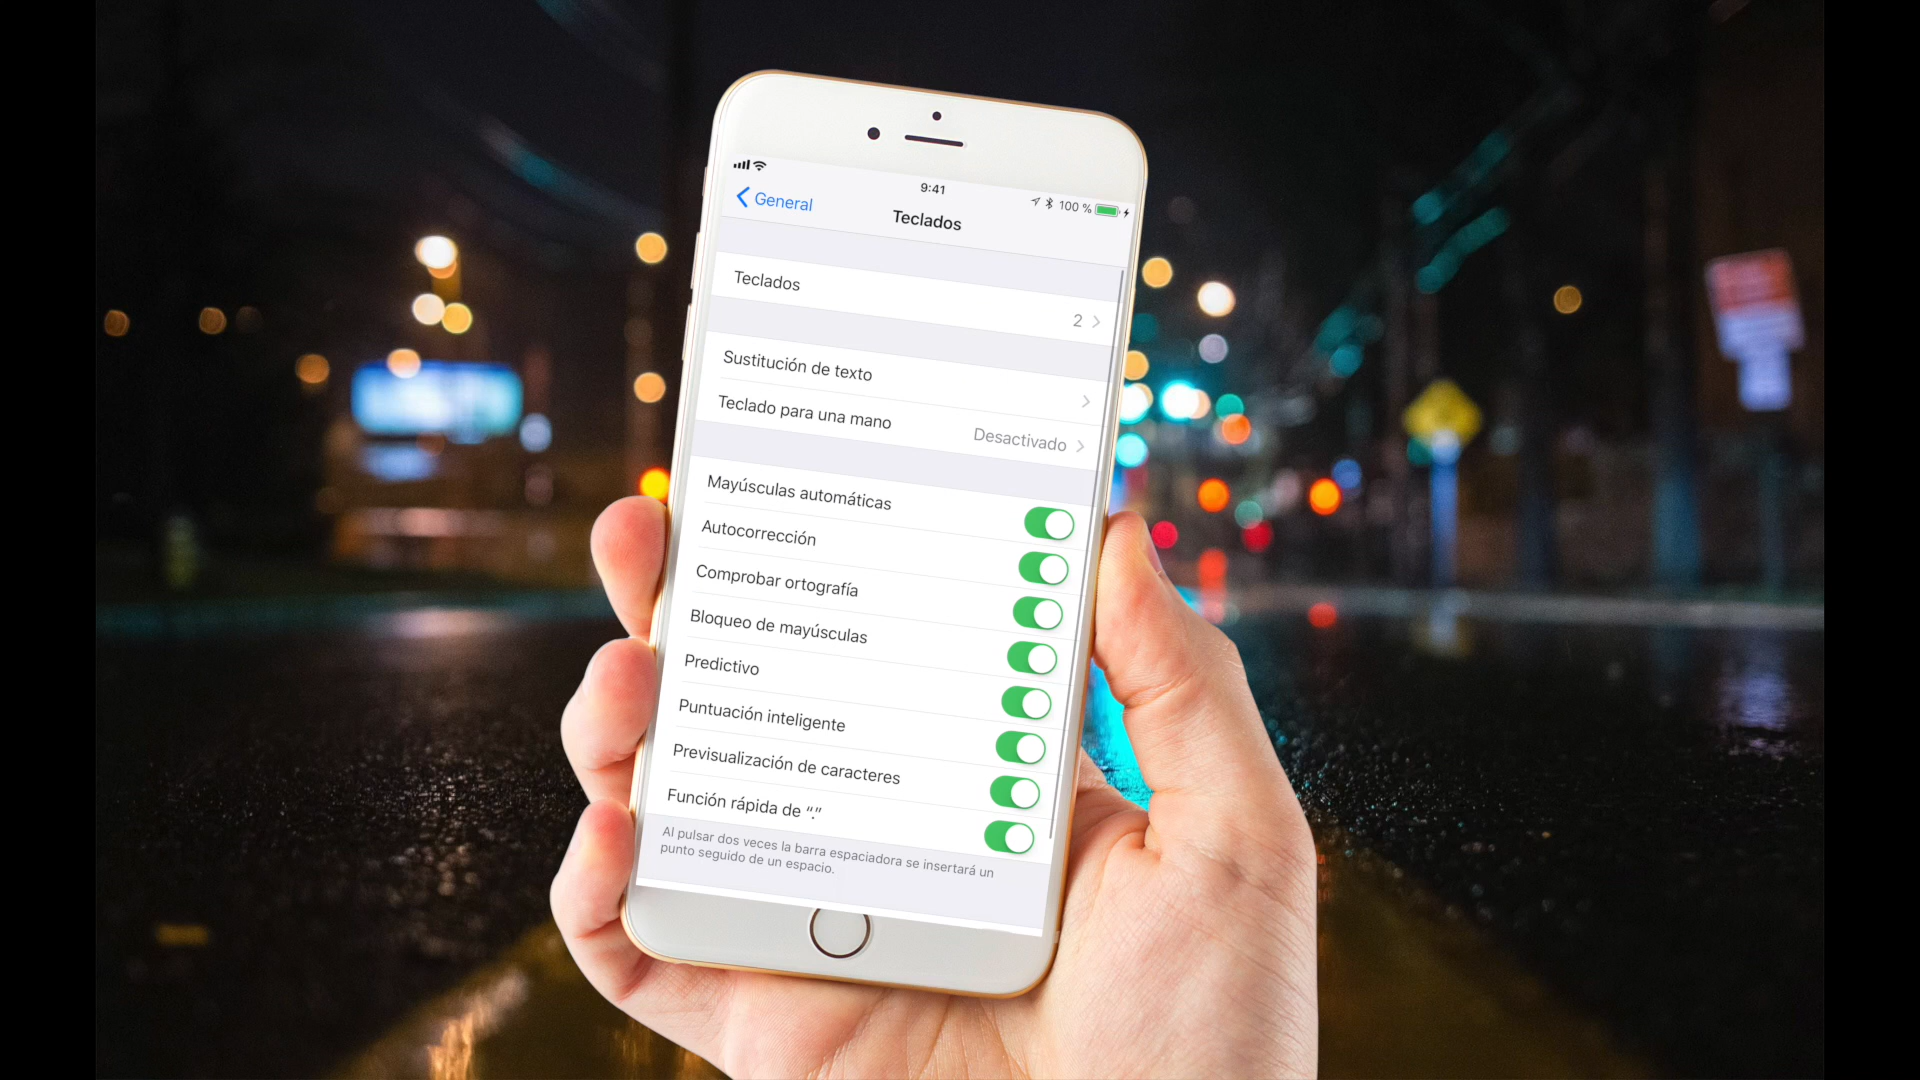 9:41
100 %
General
Teclados
Teclados
2
Sustitución de texto
Teclado para una mano
Desactivado
Mayúsculas automáticas
Autocorrección
Comprobar ortografía
Bloqueo de mayúsculas
Predictivo
Puntuación inteligente
Previsualización de caracteres
Función rápida de “.”
Al pulsar dos veces la barra espaciadora se insertará un
punto seguido de un espacio.